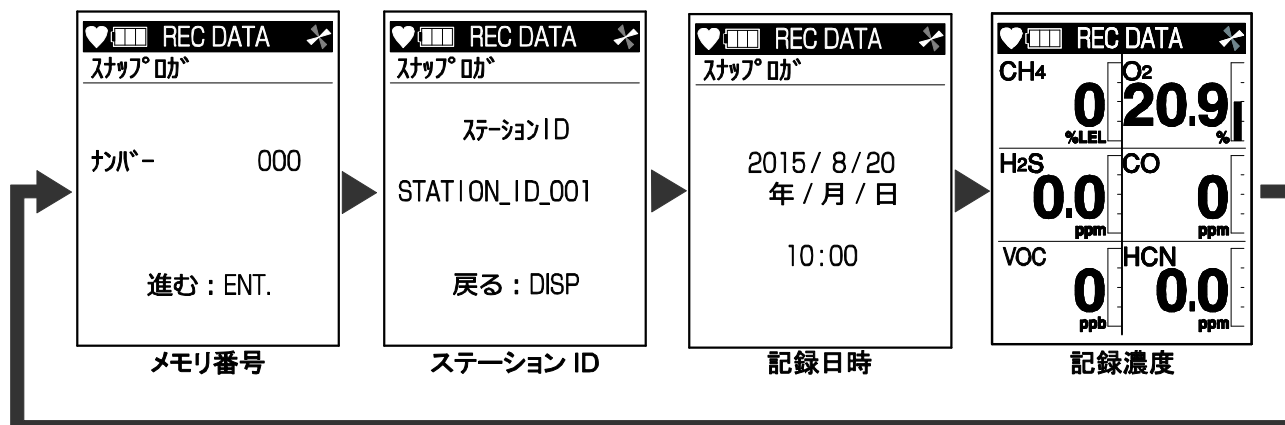 REC DATA
スナップロガー
ナンバー 000
進む：ENT.
メモリ番号
REC DATA
スナップロガー
ステーションID
STATION_ID_001
戻る：DISP
ステーション ID
REC DATA
スナップロガー
2015/ 8/20
年 / 月 / 日
10:00
記録日時
REC DATA
CH4 O2
0 20.9
%LEL %
H2S CO
0.0 0
ppm ppm
VOC HCN
0 0.0
ppb ppm
記録濃度